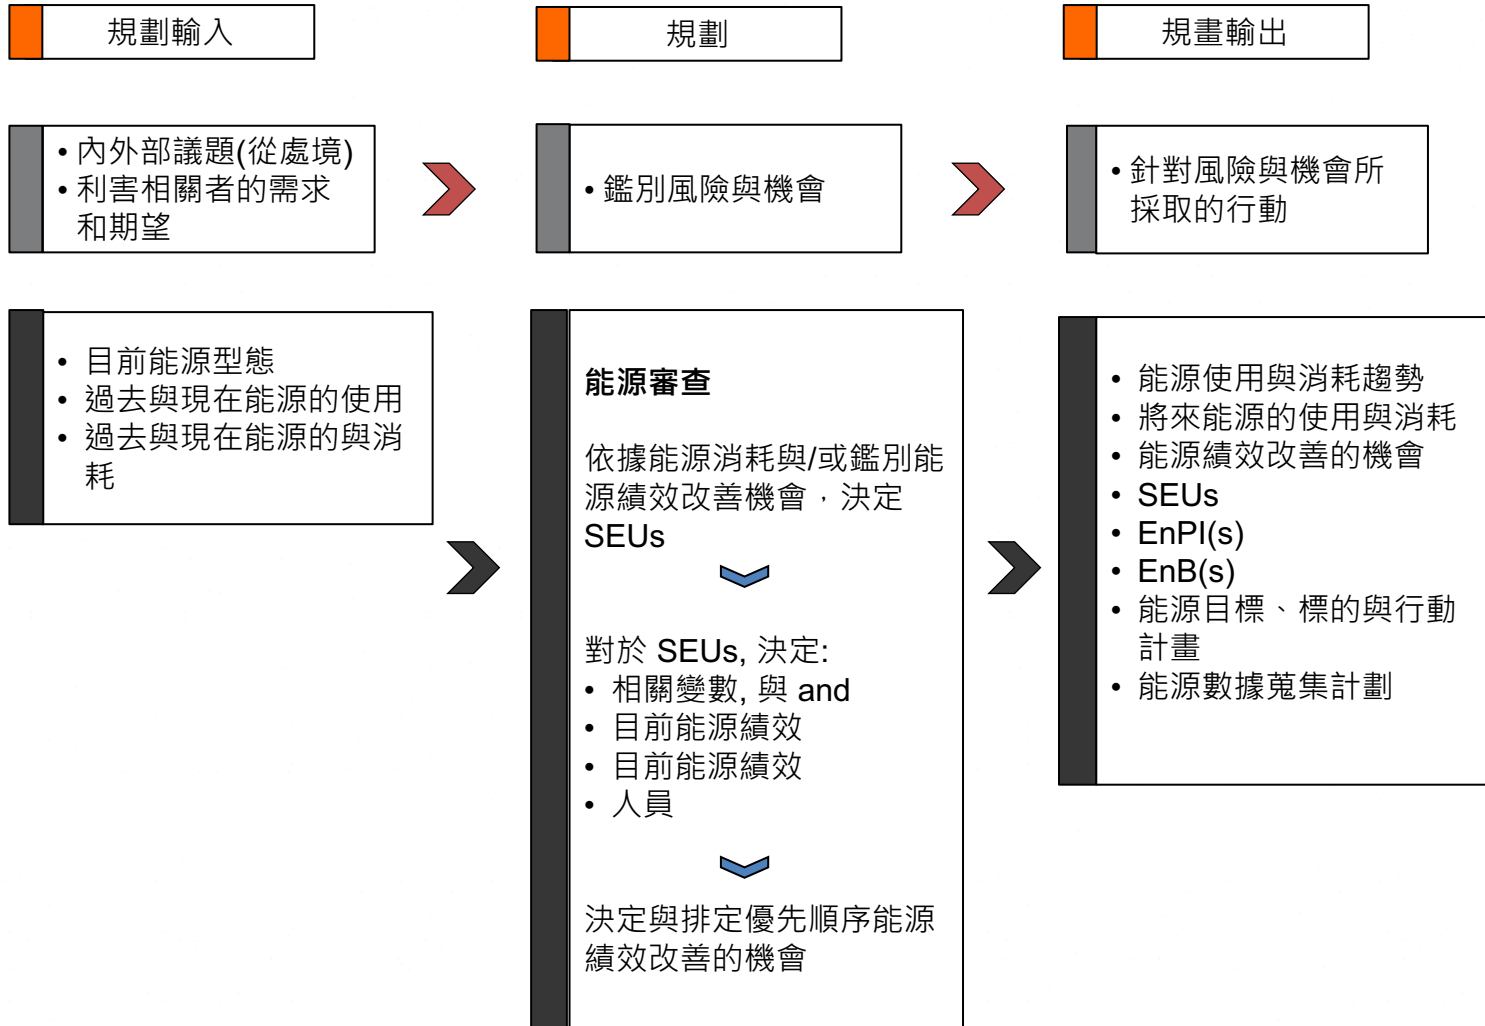 規劃輸入
規劃
規畫輸出
• 內外部議題(從處境)
• 利害相關者的需求
和期望
• 鑑別風險與機會
• 針對風險與機會所
採取的行動
• 目前能源型態
• 過去與現在能源的使用
• 過去與現在能源的與消
耗
能源審查
依據能源消耗與/或鑑別能
源績效改善機會，決定
SEUs
對於 SEUs, 決定:
• 相關變數, 與 and
• 目前能源績效
• 目前能源績效
• 人員
決定與排定優先順序能源
績效改善的機會
• 能源使用與消耗趨勢
• 將來能源的使用與消耗
• 能源績效改善的機會
• SEUs
• EnPI(s)
• EnB(s)
• 能源目標、標的與行動
計畫
• 能源數據蒐集計劃